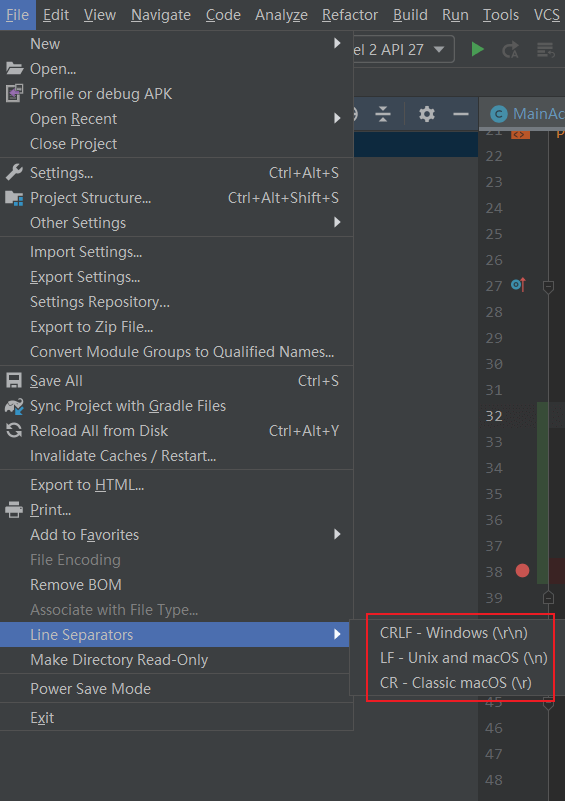 File Edit View Navigate Code Analyze Refactor Build Run Tools VCS
New
el 2 API 27
Open...
Profile or debug APK
MainAc
Open Recent
21
Close Project
22
Settings... Ctrl+Alt+S
23
Project Structure... Ctrl+Alt+Shift+S
24
Other Settings
25
Import Settings...
26
Export Settings...
27
Settings Repository...
28
Export to Zip File...
29
Convert Module Groups to Qualified Names...
30
Save All Ctrl+S
31
Sync Project with Gradle Files
32
Reload All from Disk Ctrl+Alt+Y
33
Invalidate Caches / Restart...
34
Export to HTML...
35
Print...
36
Add to Favorites
37
File Encoding
38
Remove BOM
39
Associate with File Type...
Line Separators
CRLF - Windows (\r\n)
Make Directory Read-Only
LF - Unix and macOS (\n)
Power Save Mode
CR - Classic macOS (\r)
45
Exit
46
47
48